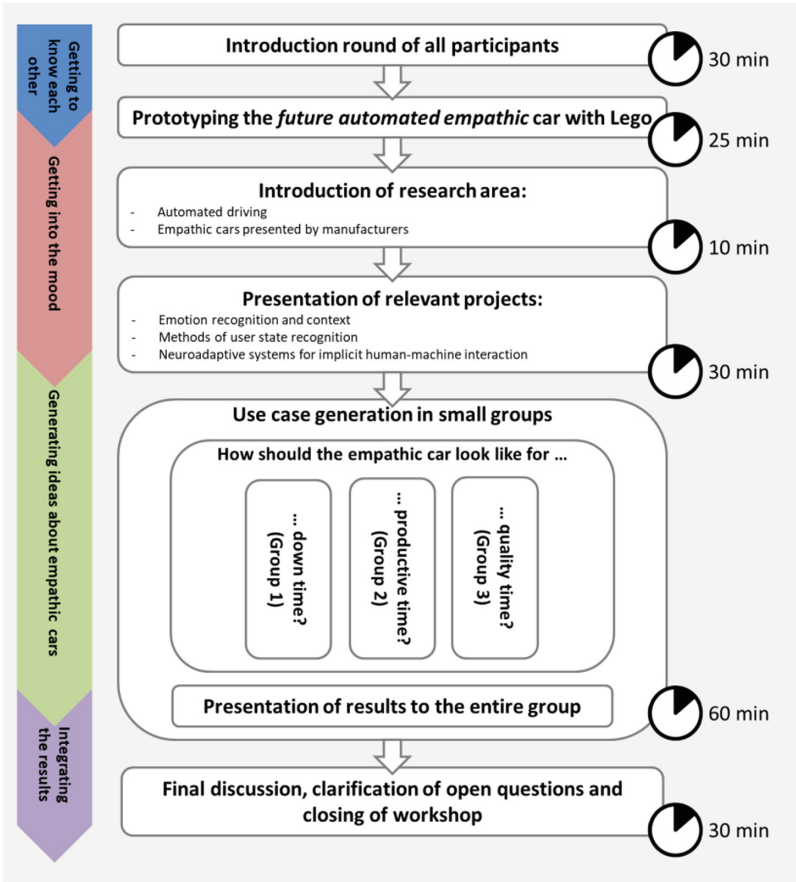 Getting to
know each
other
Introduction round of all participants
30 min
Prototyping the future automated empathic car with Lego
25 min
Getting into the mood
Introduction of research area:
- Automated driving
- Empathic cars presented by manufacturers
10 min
Presentation of relevant projects:
- Emotion recognition and context
- Methods of user state recognition
- Neuroadaptive systems for implicit human-machine interaction
30 min
Generating ideas about empathic cars
Use case generation in small groups
How should the empathic car look like for ...
... down time?
(Group 1)
... productive time?
(Group 2)
... quality time?
(Group 3)
Presentation of results to the entire group
60 min
Integrating
the results
Final discussion, clarification of open questions and
closing of workshop
30 min